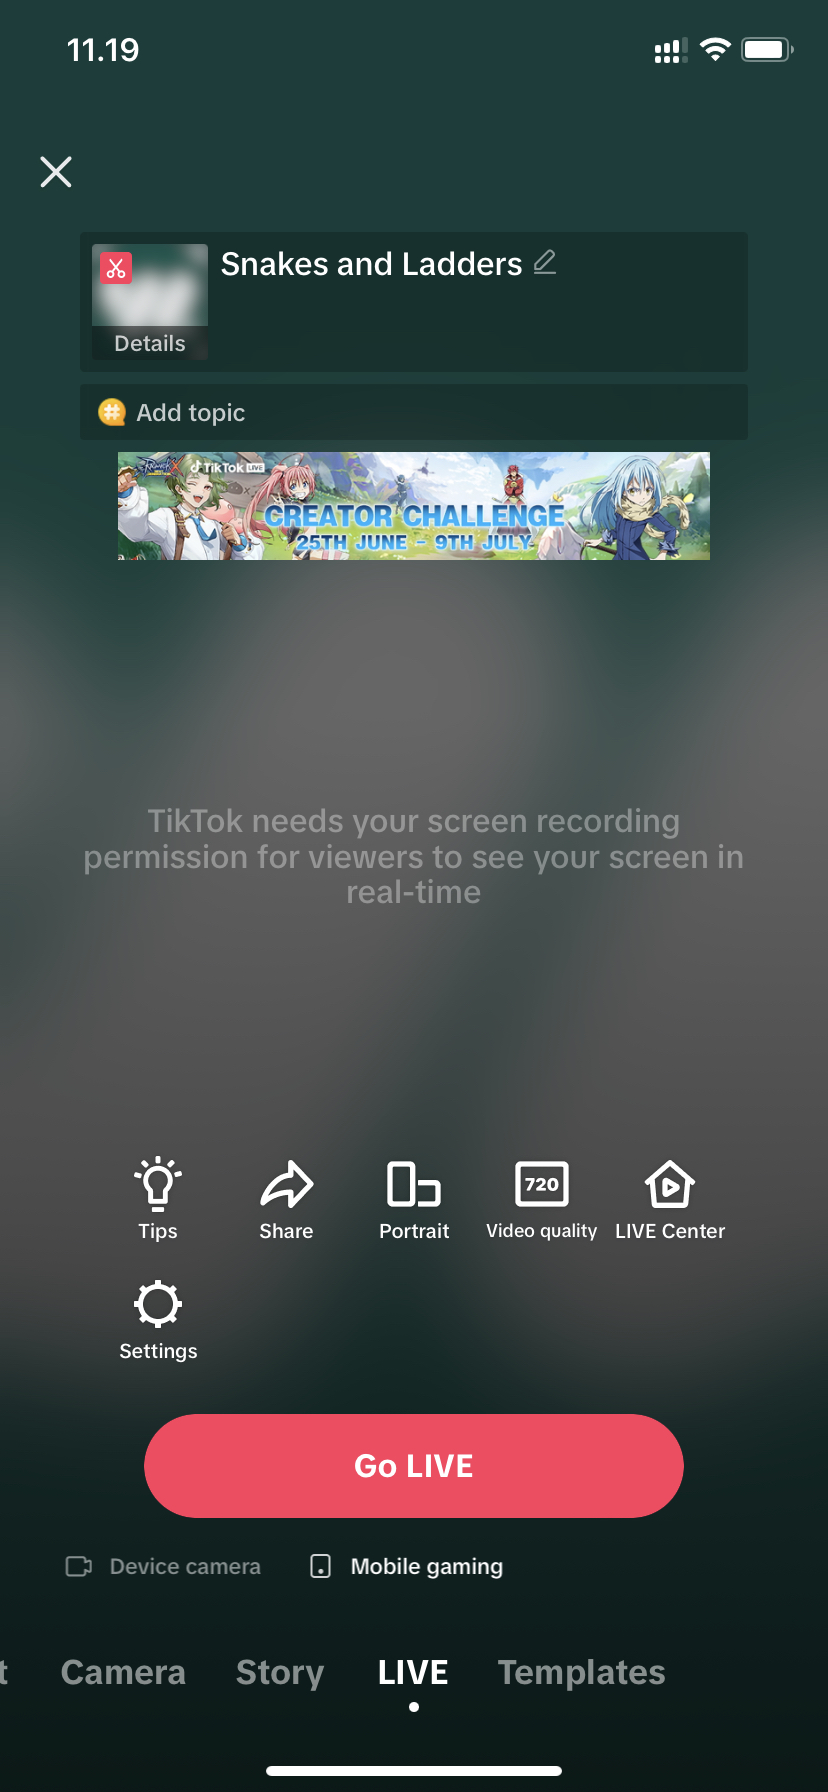 11.19
Snakes and Ladders
Details
Add topic
TikTok LIVE
CREATOR CHALLENGE
25TH JUNE - 9TH JULY
TikTok needs your screen recording
permission for viewers to see your screen in
real-time
720
Tips Share Portrait Video quality LIVE Center
Settings
Go LIVE
Device camera Mobile gaming
t Camera Story LIVE Templates